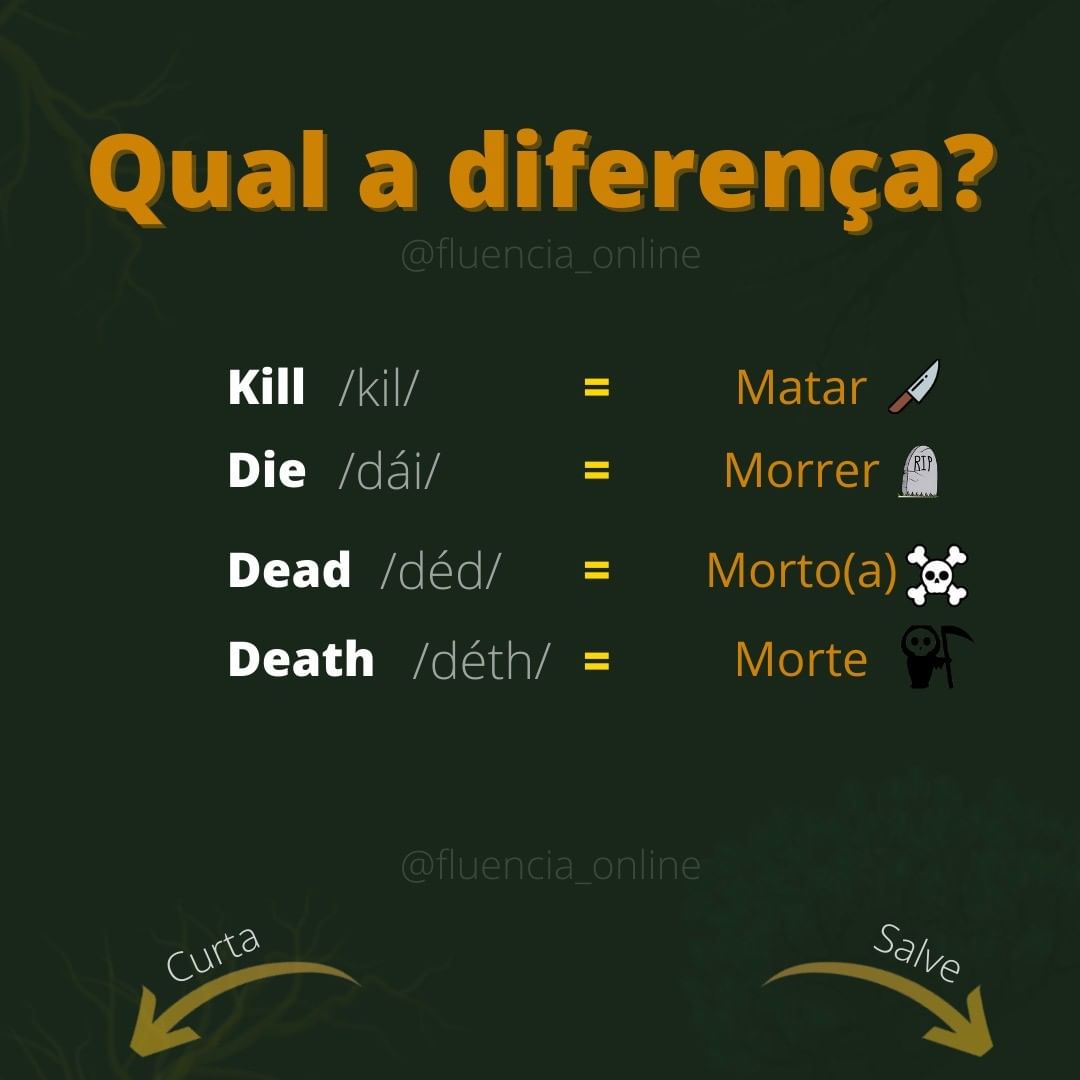 Qual a diferença?
@fluencia_online
Kill /kil/ = Matar
Die /dái/ = Morrer
RIP
Dead /déd/ = Morto(a)
Death /déth/ = Morte
@fluencia_online
Curta
Salve